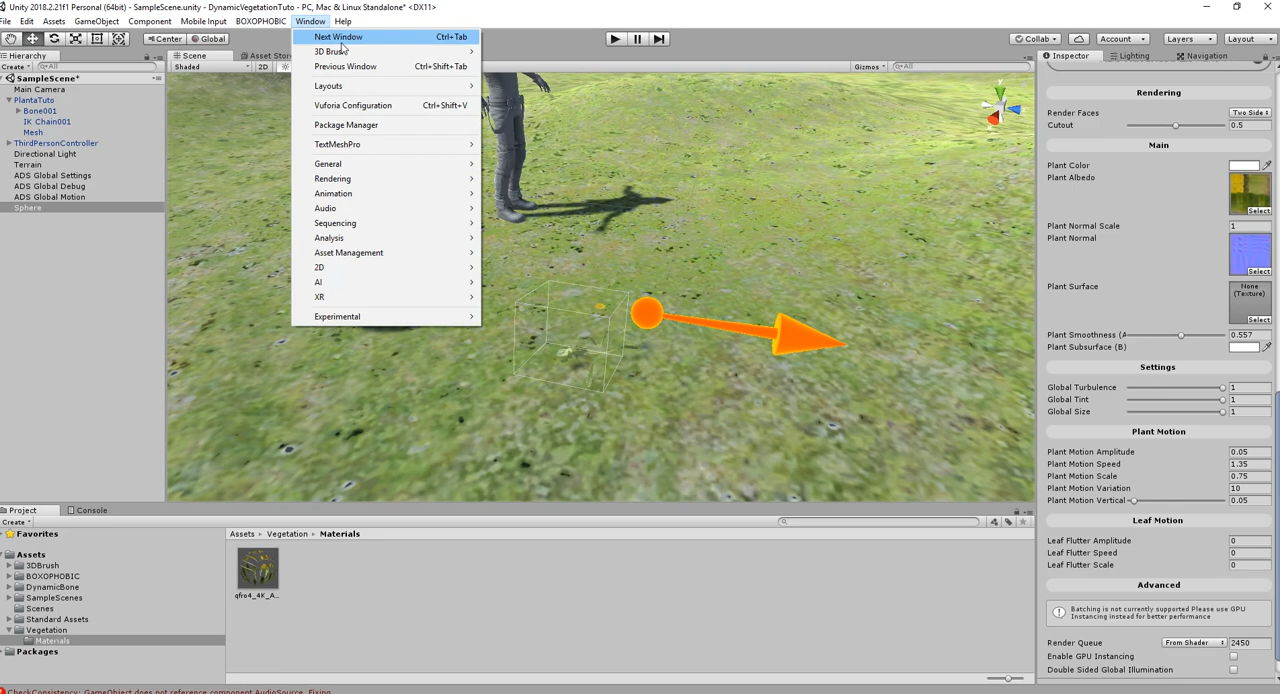 Unity 2018.2.21f1 Personal (64bit) - SampleScene.unity - DynamicVegetationTuto - PC, Mac & Linux Standalone* <DX11>
File Edit Assets GameObject Component Mobile Input BOXOPHOBIC Window Help
Center Global Collab Account Layers Layout
Hierarchy Scene Asset Stor Inspector Lighting Navigation
Create All Shaded 2D Gizmos All
SampleScene*
Main Camera
PlantaTuto
Bone001
IK Chain001
Mesh
ThirdPersonController
Directional Light
Terrain
ADS Global Settings
ADS Global Debug
ADS Global Motion
Sphere
Next Window Ctrl+Tab
3D Brush
Previous Window Ctrl+Shift+Tab
Layouts
Vuforia Configuration Ctrl+Shift+V
Package Manager
TextMeshPro
General
Rendering
Animation
Audio
Sequencing
Analysis
Asset Management
2D
AI
XR
Experimental
Rendering
Render Faces Two Side
Cutout 0.5
Main
Plant Color
Plant Albedo
Select
Plant Normal Scale 1
Plant Normal
Select
Plant Surface
None
(Texture)
Select
Plant Smoothness (A 0.557
Plant Subsurface (B)
Settings
Global Turbulence 1
Global Tint 1
Global Size 1
Plant Motion
Plant Motion Amplitude 0.05
Plant Motion Speed 1.35
Plant Motion Scale 0.75
Plant Motion Variation 10
Plant Motion Vertical 0.05
Leaf Motion
Leaf Flutter Amplitude 0
Leaf Flutter Speed 0
Leaf Flutter Scale 0
Advanced
Batching is not currently supported Please use GPU
Instancing instead for better performance
Render Queue From Shader 2450
Enable GPU Instancing
Double Sided Global Illumination
Project Console
Create
Favorites
Assets
3DBrush
BOXOPHOBIC
DynamicBone
SampleScenes
Scenes
Standard Assets
Vegetation
Materials
Packages
Assets Vegetation Materials
qfro4_4K_A...
CheckConsistency: GameObject does not reference component AudioSource. Fixing.